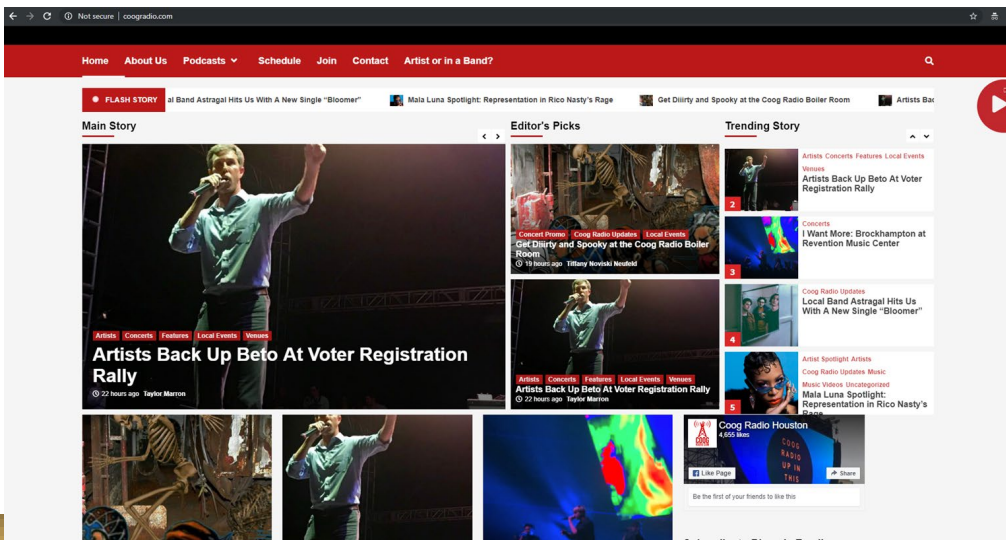 Not secure | coogradio.com
Home About Us Podcasts Schedule Join Contact Artist or in a Band?
FLASH STORY al Band Astragal Hits Us With A New Single “Bloomer” Mala Luna Spotlight: Representation in Rico Nasty's Rage Get Diiirty and Spooky at the Coog Radio Boiler Room Artists Bac
Main Story
Artists Concerts Features Local Events Venues
Artists Back Up Beto At Voter Registration
Rally
22 hours ago Taylor Marron
Editor's Picks
Concert Promo Coog Radio Updates Local Events
Get Diiirty and Spooky at the Coog Radio Boiler
Room
19 hours ago Tiffany Noviski Neufeld
Artists Concerts Features Local Events Venues
Artists Back Up Beto At Voter Registration Rally
22 hours ago Taylor Marron
Trending Story
Artists Concerts Features Local Events
Venues
Artists Back Up Beto At Voter
Registration Rally
2
Concerts
I Want More: Brockhampton at
Revention Music Center
3
Coog Radio Updates
Local Band Astragal Hits Us
With A New Single “Bloomer”
4
Artist Spotlight Artists
Coog Radio Updates Music
Music Videos Uncategorized
Mala Luna Spotlight:
Representation in Rico Nasty's
Rage
5
COOG
Coog Radio Houston
4,655 likes
COOG
RADIO
UP IN
THIS
Like Page Share
Be the first of your friends to like this